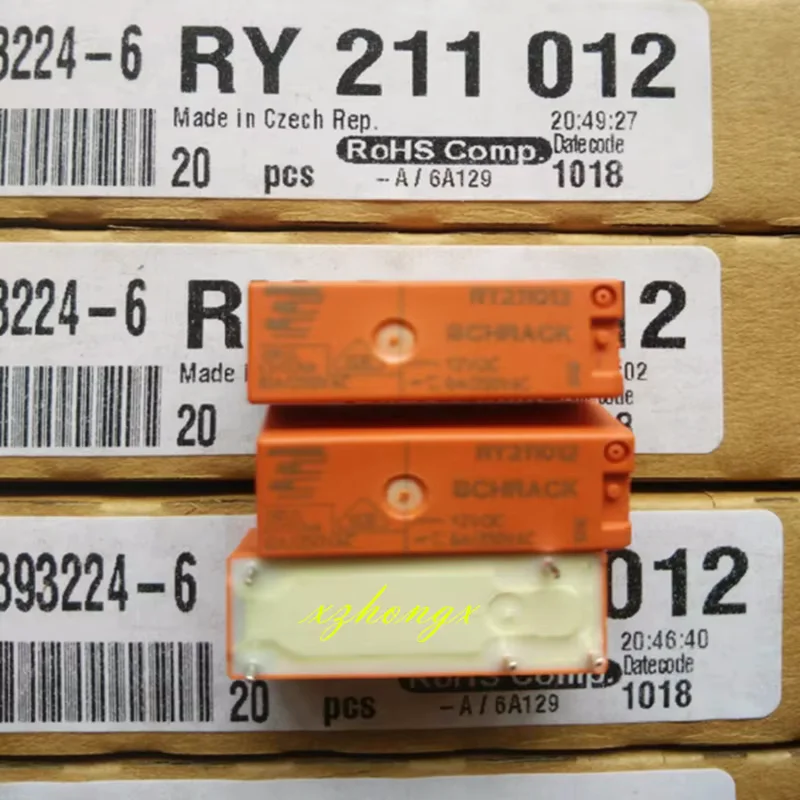 3224-6 RY 211 012
Made in Czech Rep. 20:49:27
20 pcs RoHS Comp. Datecode
-A / 6A129 1018
3224-6 R 12
RY211012
SCHRACK
Made
12VDC
20
RY211012
SCHRACK
12VDC
393224-6 012
xzhongx
20:46:40
RoHS Comp. Datecode
20 pcs -A / 6A129 1018